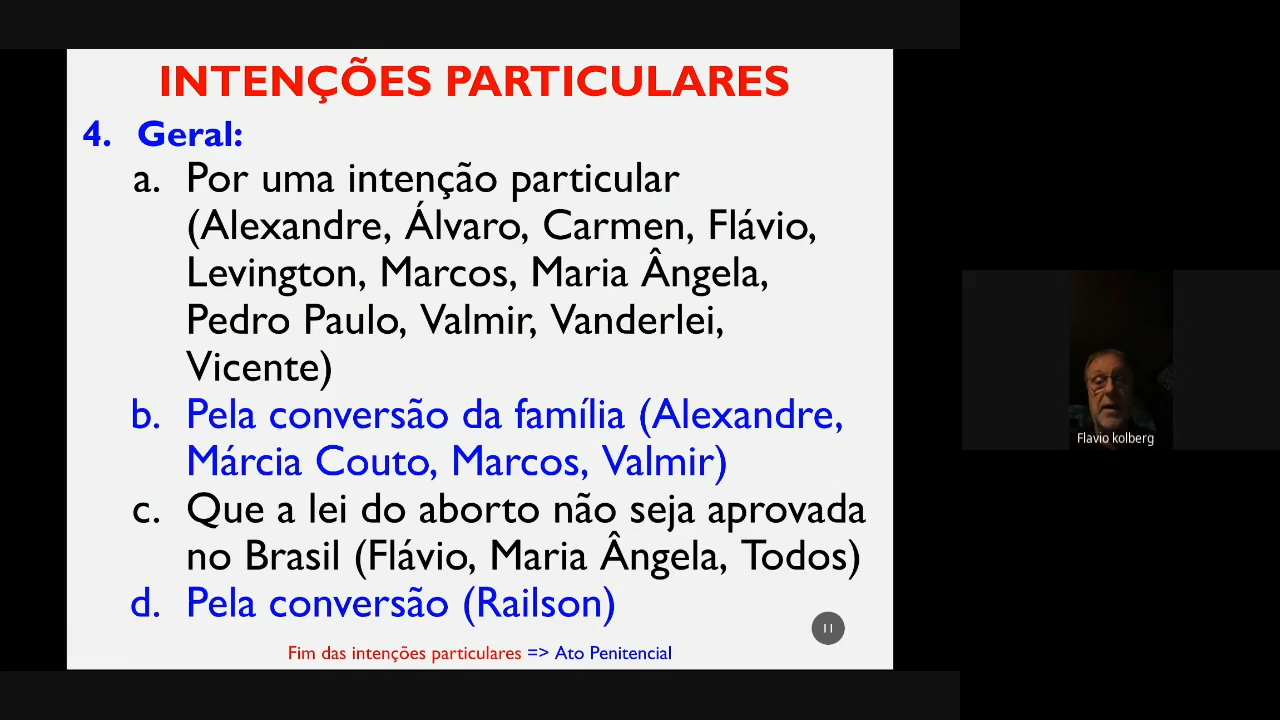 INTENÇÕES PARTICULARES
4. Geral:
a. Por uma intenção particular
(Alexandre, Álvaro, Carmen, Flávio,
Levington, Marcos, Maria Ângela,
Pedro Paulo, Valmir, Vanderlei,
Vicente)
b. Pela conversão da família (Alexandre,
Márcia Couto, Marcos, Valmir)
c. Que a lei do aborto não seja aprovada
no Brasil (Flávio, Maria Ângela, Todos)
d. Pela conversão (Railson)
11
Fim das intenções particulares => Ato Penitencial
Flavio kolberg